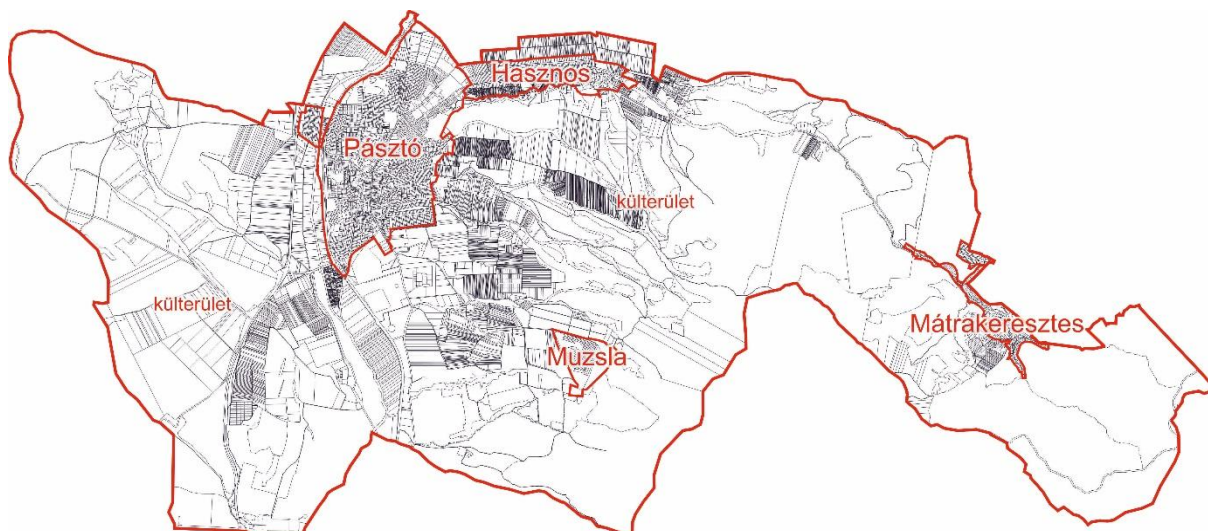 Hasznos
Pásztó
külterület
külterület
Mátrakeresztes
Muzsla